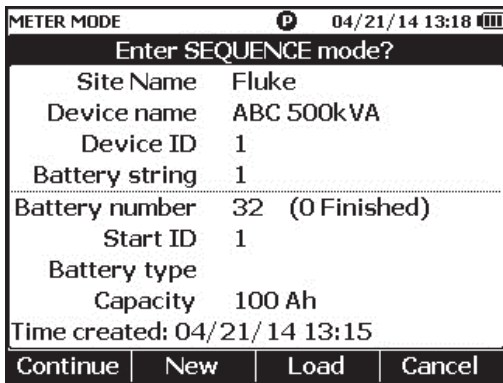 METER MODE P 04/21/14 13:18
Enter SEQUENCE mode?
Site Name Fluke
Device name ABC 500kVA
Device ID 1
Battery string 1
Battery number 32 (0 Finished)
Start ID 1
Battery type
Capacity 100 Ah
Time created: 04/21/14 13:15
Continue New Load Cancel